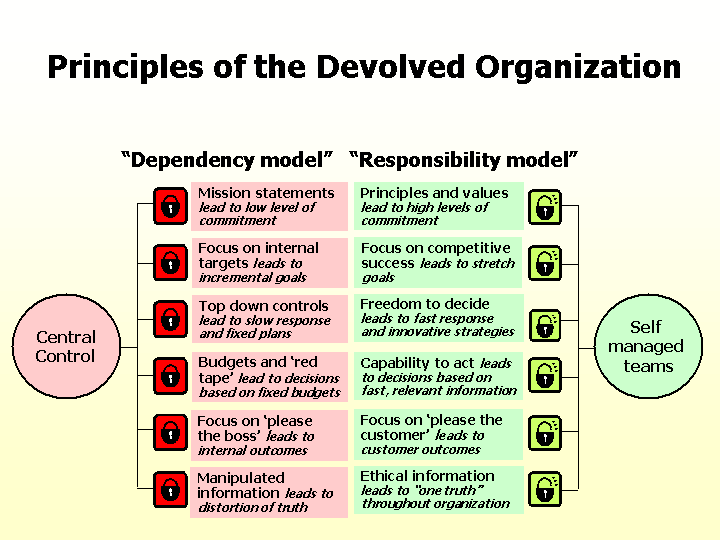 Principles of the Devolved Organization
“Dependency model” “Responsibility model”
Mission statements
lead to low level of
commitment
Principles and values
lead to high levels of
commitment
Focus on internal
targets leads to
incremental goals
Focus on competitive
success leads to stretch
goals
Top down controls
lead to slow response
and fixed plans
Freedom to decide
leads to fast response
and innovative strategies
Central
Control
Self
managed
teams
Budgets and ‘red
tape’ lead to decisions
based on fixed budgets
Capability to act leads
to decisions based on
fast, relevant information
Focus on ‘please
the boss’ leads to
internal outcomes
Focus on ‘please the
customer’ leads to
customer outcomes
Manipulated
information leads to
distortion of truth
Ethical information
leads to “one truth”
throughout organization